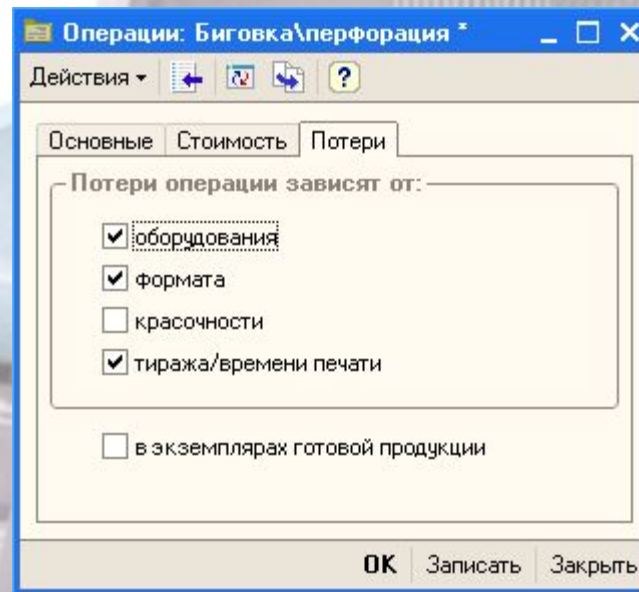 Операции: Биговка\перфорация *
Действия
Основные Стоимость Потери
Потери операции зависят от:
оборудования
формата
красочности
тиража/времени печати
в экземплярах готовой продукции
OK Записать Закрыть